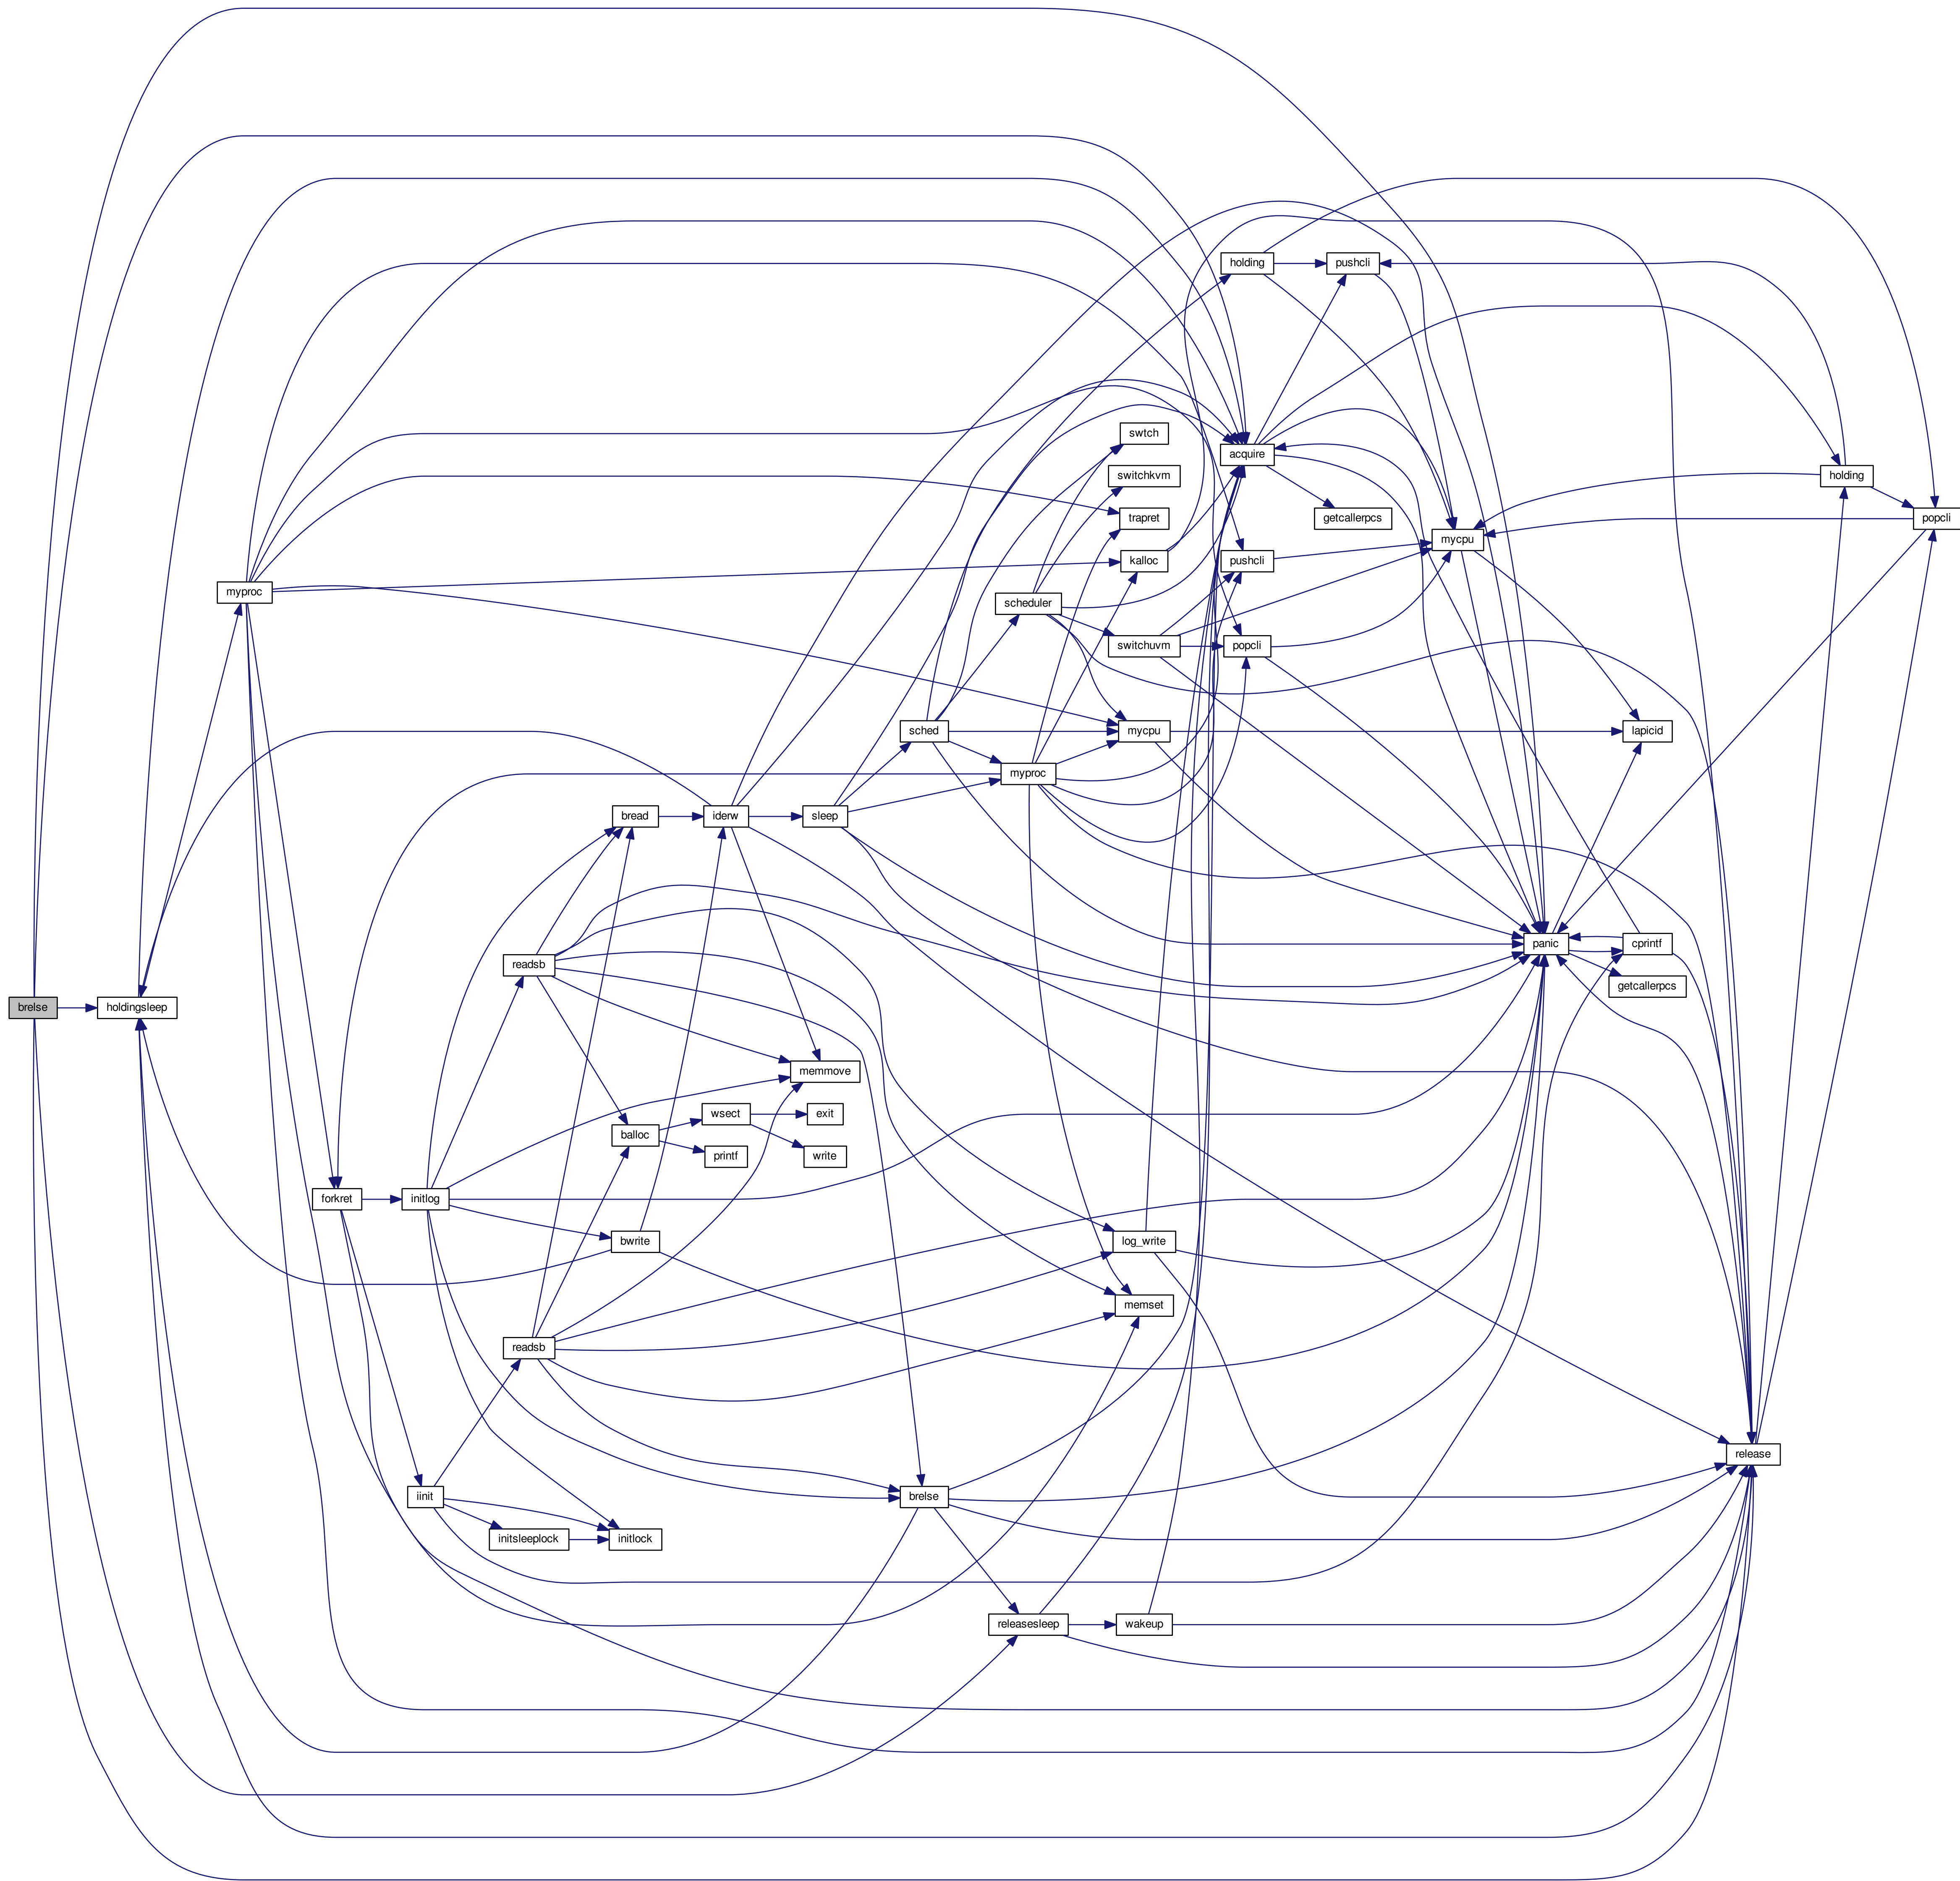 brelse
holdingsleep
myproc
forkret
initlog
iinit
readsb
readsb
initsleeplock
bread
balloc
bwrite
initlock
iderw
wsect
printf
sleep
memmove
exit
write
sched
brelse
scheduler
myproc
releasesleep
swtch
switchkvm
trapret
kalloc
switchuvm
mycpu
log_write
memset
wakeup
holding
acquire
pushcli
popcli
pushcli
getcallerpcs
mycpu
panic
lapicid
cprintf
getcallerpcs
release
holding
popcli